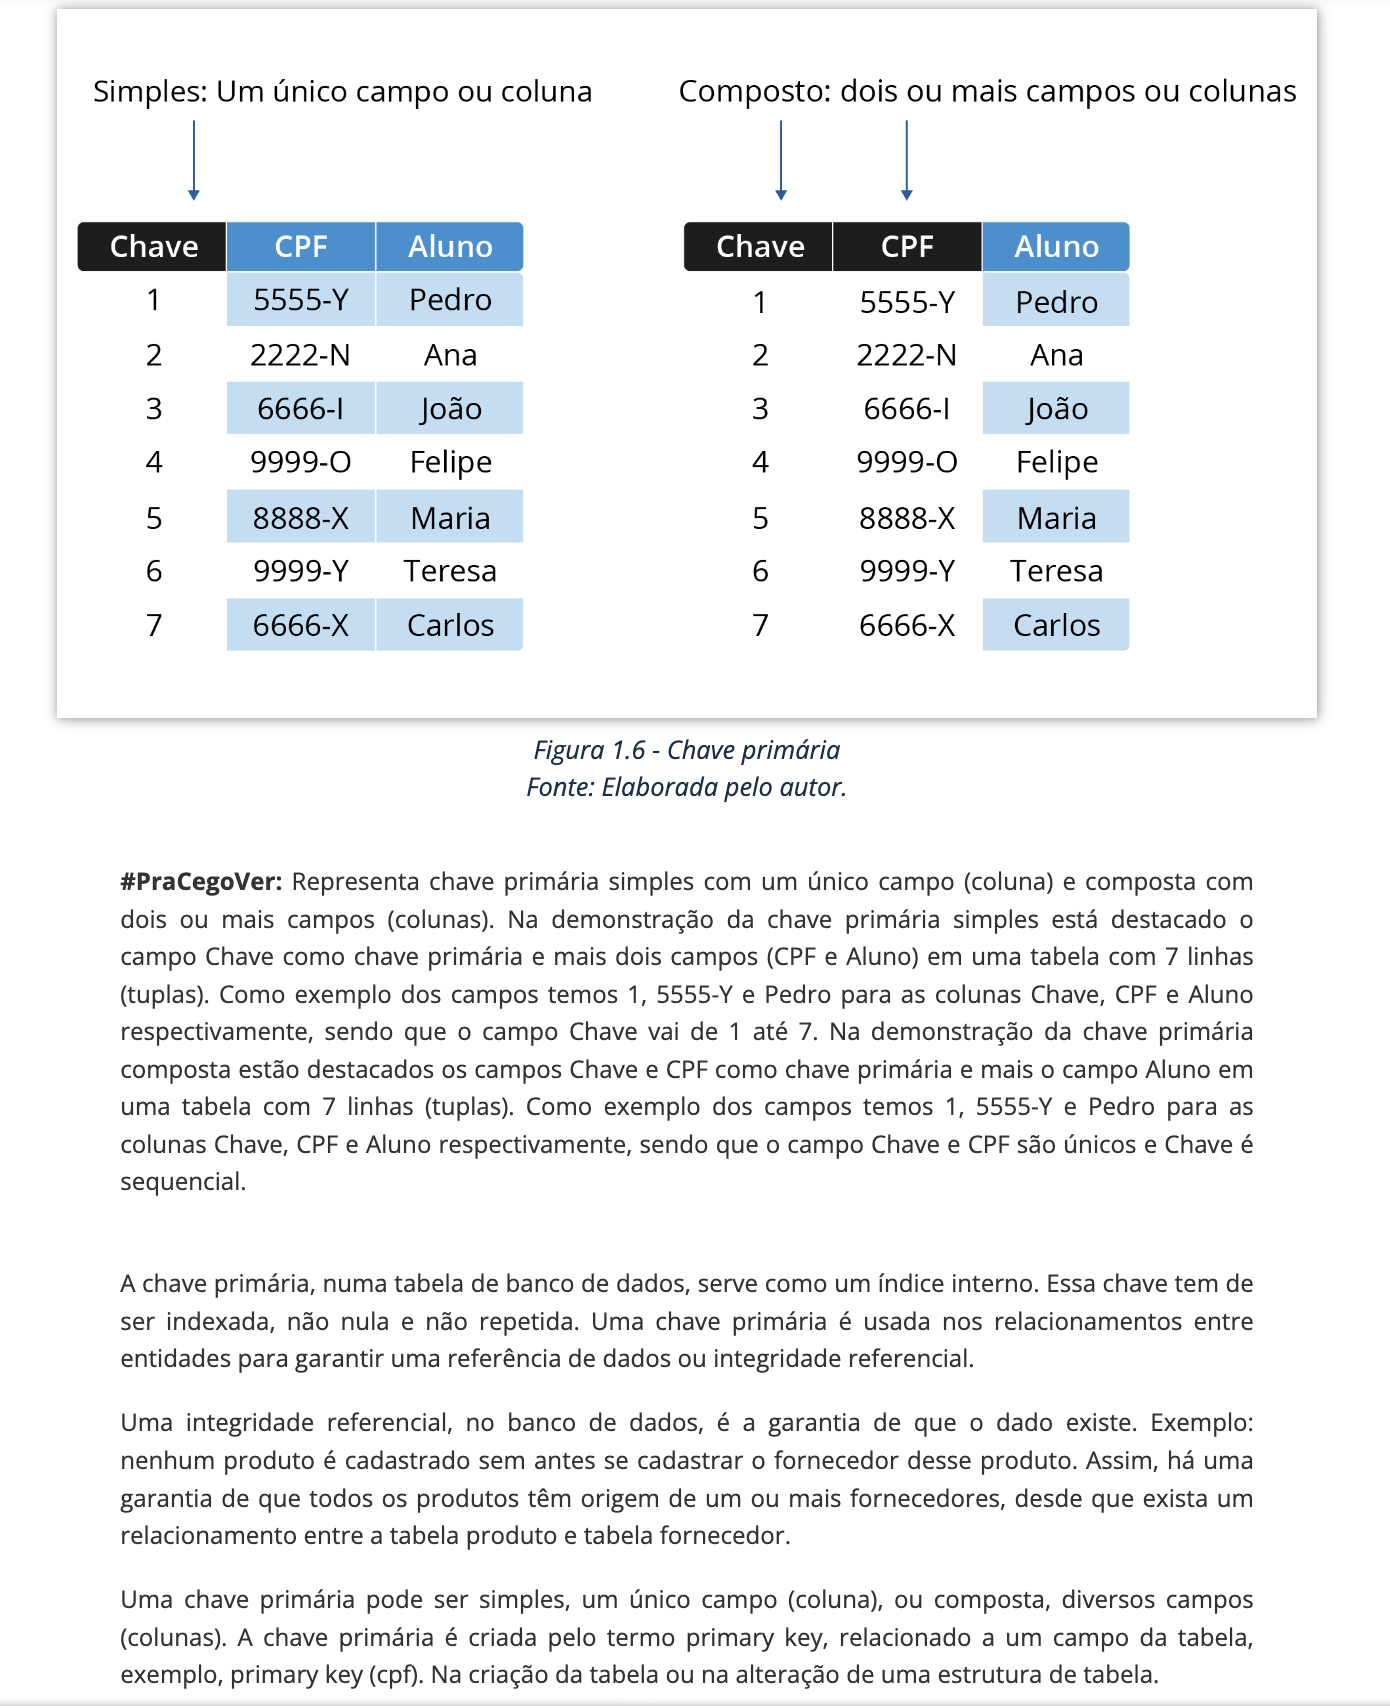 Simples: Um único campo ou coluna
Chave CPF Aluno
1 5555-Y Pedro
2 2222-N Ana
3 6666-I João
4 9999-O Felipe
5 8888-X Maria
6 9999-Y Teresa
7 6666-X Carlos
Composto: dois ou mais campos ou colunas
Chave CPF Aluno
1 5555-Y Pedro
2 2222-N Ana
3 6666-I João
4 9999-O Felipe
5 8888-X Maria
6 9999-Y Teresa
7 6666-X Carlos
Figura 1.6 - Chave primária
Fonte: Elaborada pelo autor.
#PraCegoVer: Representa chave primária simples com um único campo (coluna) e composta com
dois ou mais campos (colunas). Na demonstração da chave primária simples está destacado o
campo Chave como chave primária e mais dois campos (CPF e Aluno) em uma tabela com 7 linhas
(tuplas). Como exemplo dos campos temos 1, 5555-Y e Pedro para as colunas Chave, CPF e Aluno
respectivamente, sendo que o campo Chave vai de 1 até 7. Na demonstração da chave primária
composta estão destacados os campos Chave e CPF como chave primária e mais o campo Aluno em
uma tabela com 7 linhas (tuplas). Como exemplo dos campos temos 1, 5555-Y e Pedro para as
colunas Chave, CPF e Aluno respectivamente, sendo que o campo Chave e CPF são únicos e Chave é
sequencial.
A chave primária, numa tabela de banco de dados, serve como um índice interno. Essa chave tem de
ser indexada, não nula e não repetida. Uma chave primária é usada nos relacionamentos entre
entidades para garantir uma referência de dados ou integridade referencial.
Uma integridade referencial, no banco de dados, é a garantia de que o dado existe. Exemplo:
nenhum produto é cadastrado sem antes se cadastrar o fornecedor desse produto. Assim, há uma
garantia de que todos os produtos têm origem de um ou mais fornecedores, desde que exista um
relacionamento entre a tabela produto e tabela fornecedor.
Uma chave primária pode ser simples, um único campo (coluna), ou composta, diversos campos
(colunas). A chave primária é criada pelo termo primary key, relacionado a um campo da tabela,
exemplo, primary key (cpf). Na criação da tabela ou na alteração de uma estrutura de tabela.